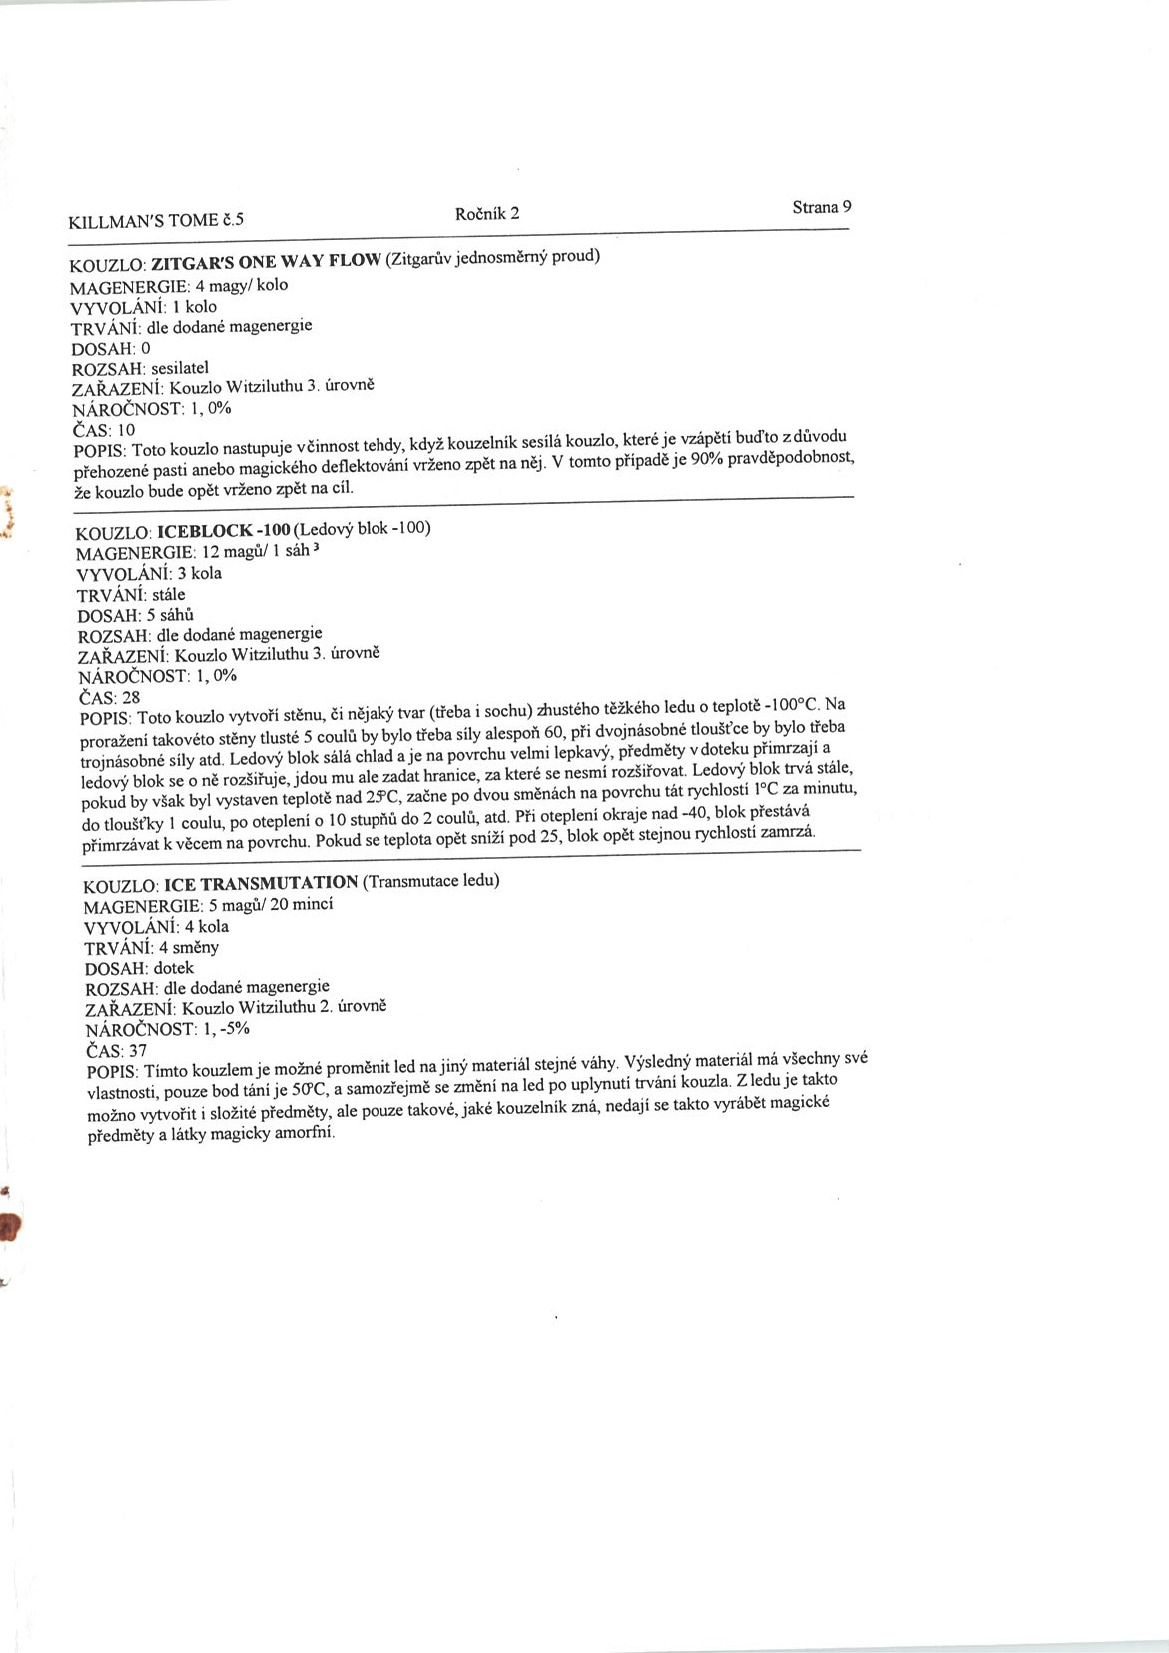 KILLMAN'S TOME č.5 Ročník 2 Strana 9
KOUZLO: ZITGAR'S ONE WAY FLOW (Zitgarův jednosměrný proud)
MAGENERGIE: 4 magy/ kolo
VYVOLÁNÍ: 1 kolo
TRVÁNÍ: dle dodané magenergie
DOSAH: 0
ROZSAH: sesilatel
ZAŘAZENÍ: Kouzlo Witziluthu 3. úrovně
NÁROČNOST: 1, 0%
ČAS: 10
POPIS: Toto kouzlo nastupuje v činnost tehdy, když kouzelník sesílá kouzlo, které je vzápětí buďto z důvodu
přehozené pasti anebo magického deflektování vrženo zpět na něj. V tomto případě je 90% pravděpodobnost,
že kouzlo bude opět vrženo zpět na cíl.
KOUZLO: ICEBLOCK -100 (Ledový blok -100)
MAGENERGIE: 12 magů/ 1 sáh ³
VYVOLÁNÍ: 3 kola
TRVÁNÍ: stále
DOSAH: 5 sáhů
ROZSAH: dle dodané magenergie
ZAŘAZENÍ: Kouzlo Witziluthu 3. úrovně
NÁROČNOST: 1, 0%
ČAS: 28
POPIS: Toto kouzlo vytvoří stěnu, či nějaký tvar (třeba i sochu) zhustého těžkého ledu o teplotě -100°C. Na
proražení takovéto stěny tlusté 5 coulů by bylo třeba síly alespoň 60, při dvojnásobné tloušťce by bylo třeba
trojnásobné síly atd. Ledový blok sálá chlad a je na povrchu velmi lepkavý, předměty v doteku přimrzají a
ledový blok se o ně rozšiřuje, jdou mu ale zadat hranice, za které se nesmí rozšiřovat. Ledový blok trvá stále,
pokud by však byl vystaven teplotě nad 25°C, začne po dvou směnách na povrchu tát rychlostí 1°C za minutu,
do tloušťky 1 coulu, po oteplení o 10 stupňů do 2 coulů, atd. Při oteplení okraje nad -40, blok přestává
přimrzávat k věcem na povrchu. Pokud se teplota opět sníží pod 25, blok opět stejnou rychlostí zamrzá.
KOUZLO: ICE TRANSMUTATION (Transmutace ledu)
MAGENERGIE: 5 magů/ 20 mincí
VYVOLÁNÍ: 4 kola
TRVÁNÍ: 4 směny
DOSAH: dotek
ROZSAH: dle dodané magenergie
ZAŘAZENÍ: Kouzlo Witziluthu 2. úrovně
NÁROČNOST: 1, -5%
ČAS: 37
POPIS: Tímto kouzlem je možné proměnit led na jiný materiál stejné váhy. Výsledný materiál má všechny své
vlastnosti, pouze bod tání je 50°C, a samozřejmě se změní na led po uplynutí trvání kouzla. Z ledu je takto
možno vytvořit i složité předměty, ale pouze takové, jaké kouzelník zná, nedají se takto vyrábět magické
předměty a látky magicky amorfní.